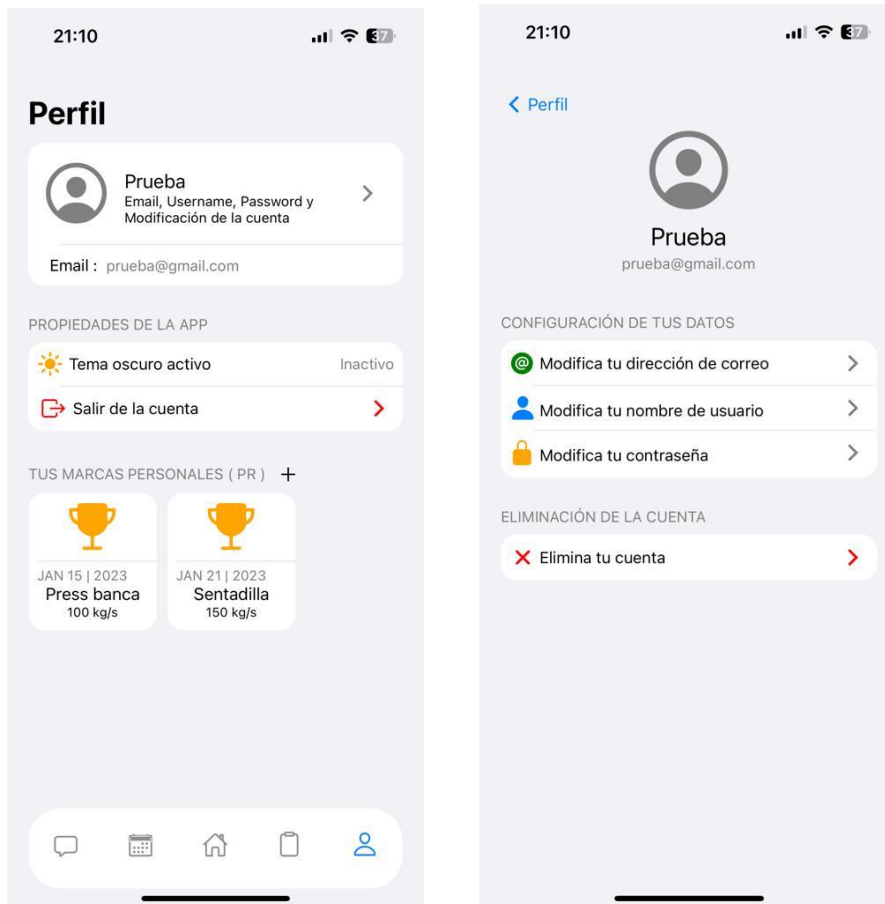 21:10
37
Perfil
Prueba
Email, Username, Password y
Modificación de la cuenta
Email : prueba@gmail.com
PROPIEDADES DE LA APP
Tema oscuro activo Inactivo
Salir de la cuenta
TUS MARCAS PERSONALES ( PR ) +
JAN 15 | 2023
Press banca
100 kg/s
JAN 21 | 2023
Sentadilla
150 kg/s
21:10
37
Perfil
Prueba
prueba@gmail.com
CONFIGURACIÓN DE TUS DATOS
@ Modifica tu dirección de correo
Modifica tu nombre de usuario
Modifica tu contraseña
ELIMINACIÓN DE LA CUENTA
Elimina tu cuenta